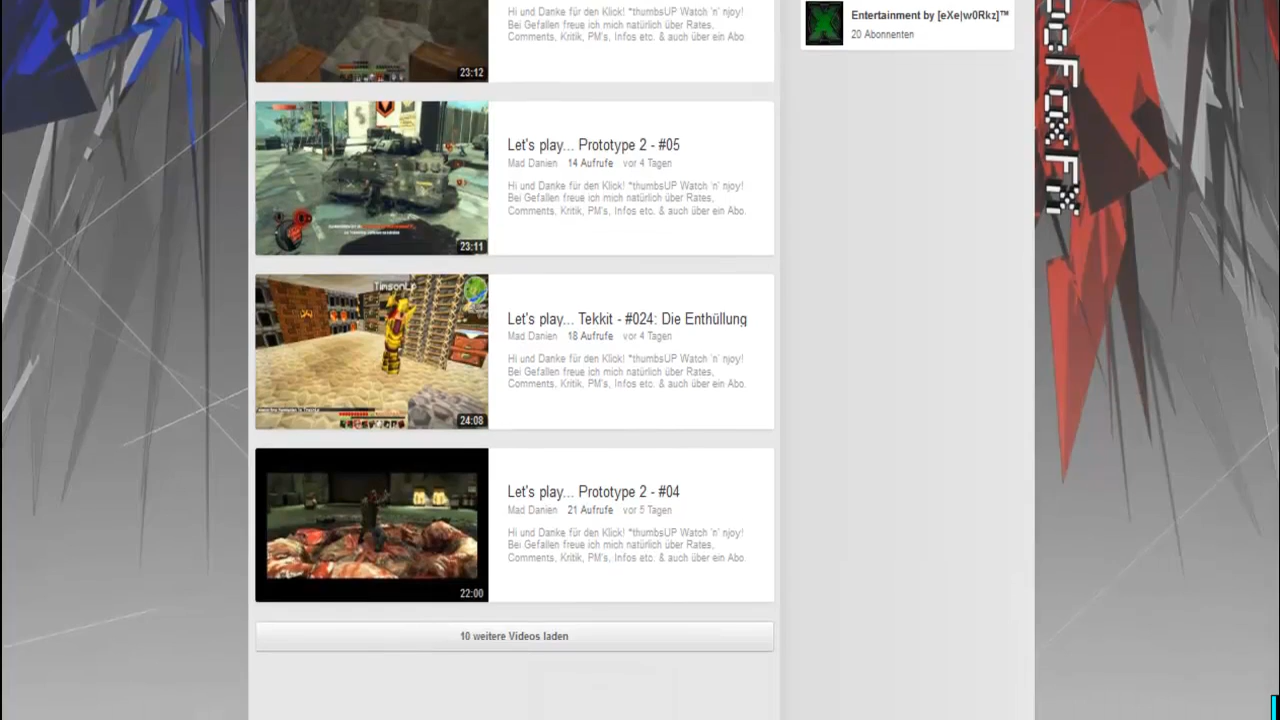 Hi und Danke für den Klick! *thumbsUP Watch 'n' njoy!
Bei Gefallen freue ich mich natürlich über Rates,
Comments, Kritik, PM's, Infos etc. & auch über ein Abo.
23:12
Entertainment by [eXe|w0Rkz]™
20 Abonnenten
Let's play... Prototype 2 - #05
Mad Danien 14 Aufrufe vor 4 Tagen
Hi und Danke für den Klick! *thumbsUP Watch 'n' njoy!
Bei Gefallen freue ich mich natürlich über Rates,
Comments, Kritik, PM's, Infos etc. & auch über ein Abo.
23:11
TimsonLp
Let's play... Tekkit - #024: Die Enthüllung
Mad Danien 18 Aufrufe vor 4 Tagen
Hi und Danke für den Klick! *thumbsUP Watch 'n' njoy!
Bei Gefallen freue ich mich natürlich über Rates,
Comments, Kritik, PM's, Infos etc. & auch über ein Abo.
24:08
Let's play... Prototype 2 - #04
Mad Danien 21 Aufrufe vor 5 Tagen
Hi und Danke für den Klick! *thumbsUP Watch 'n' njoy!
Bei Gefallen freue ich mich natürlich über Rates,
Comments, Kritik, PM's, Infos etc. & auch über ein Abo.
22:00
10 weitere Videos laden